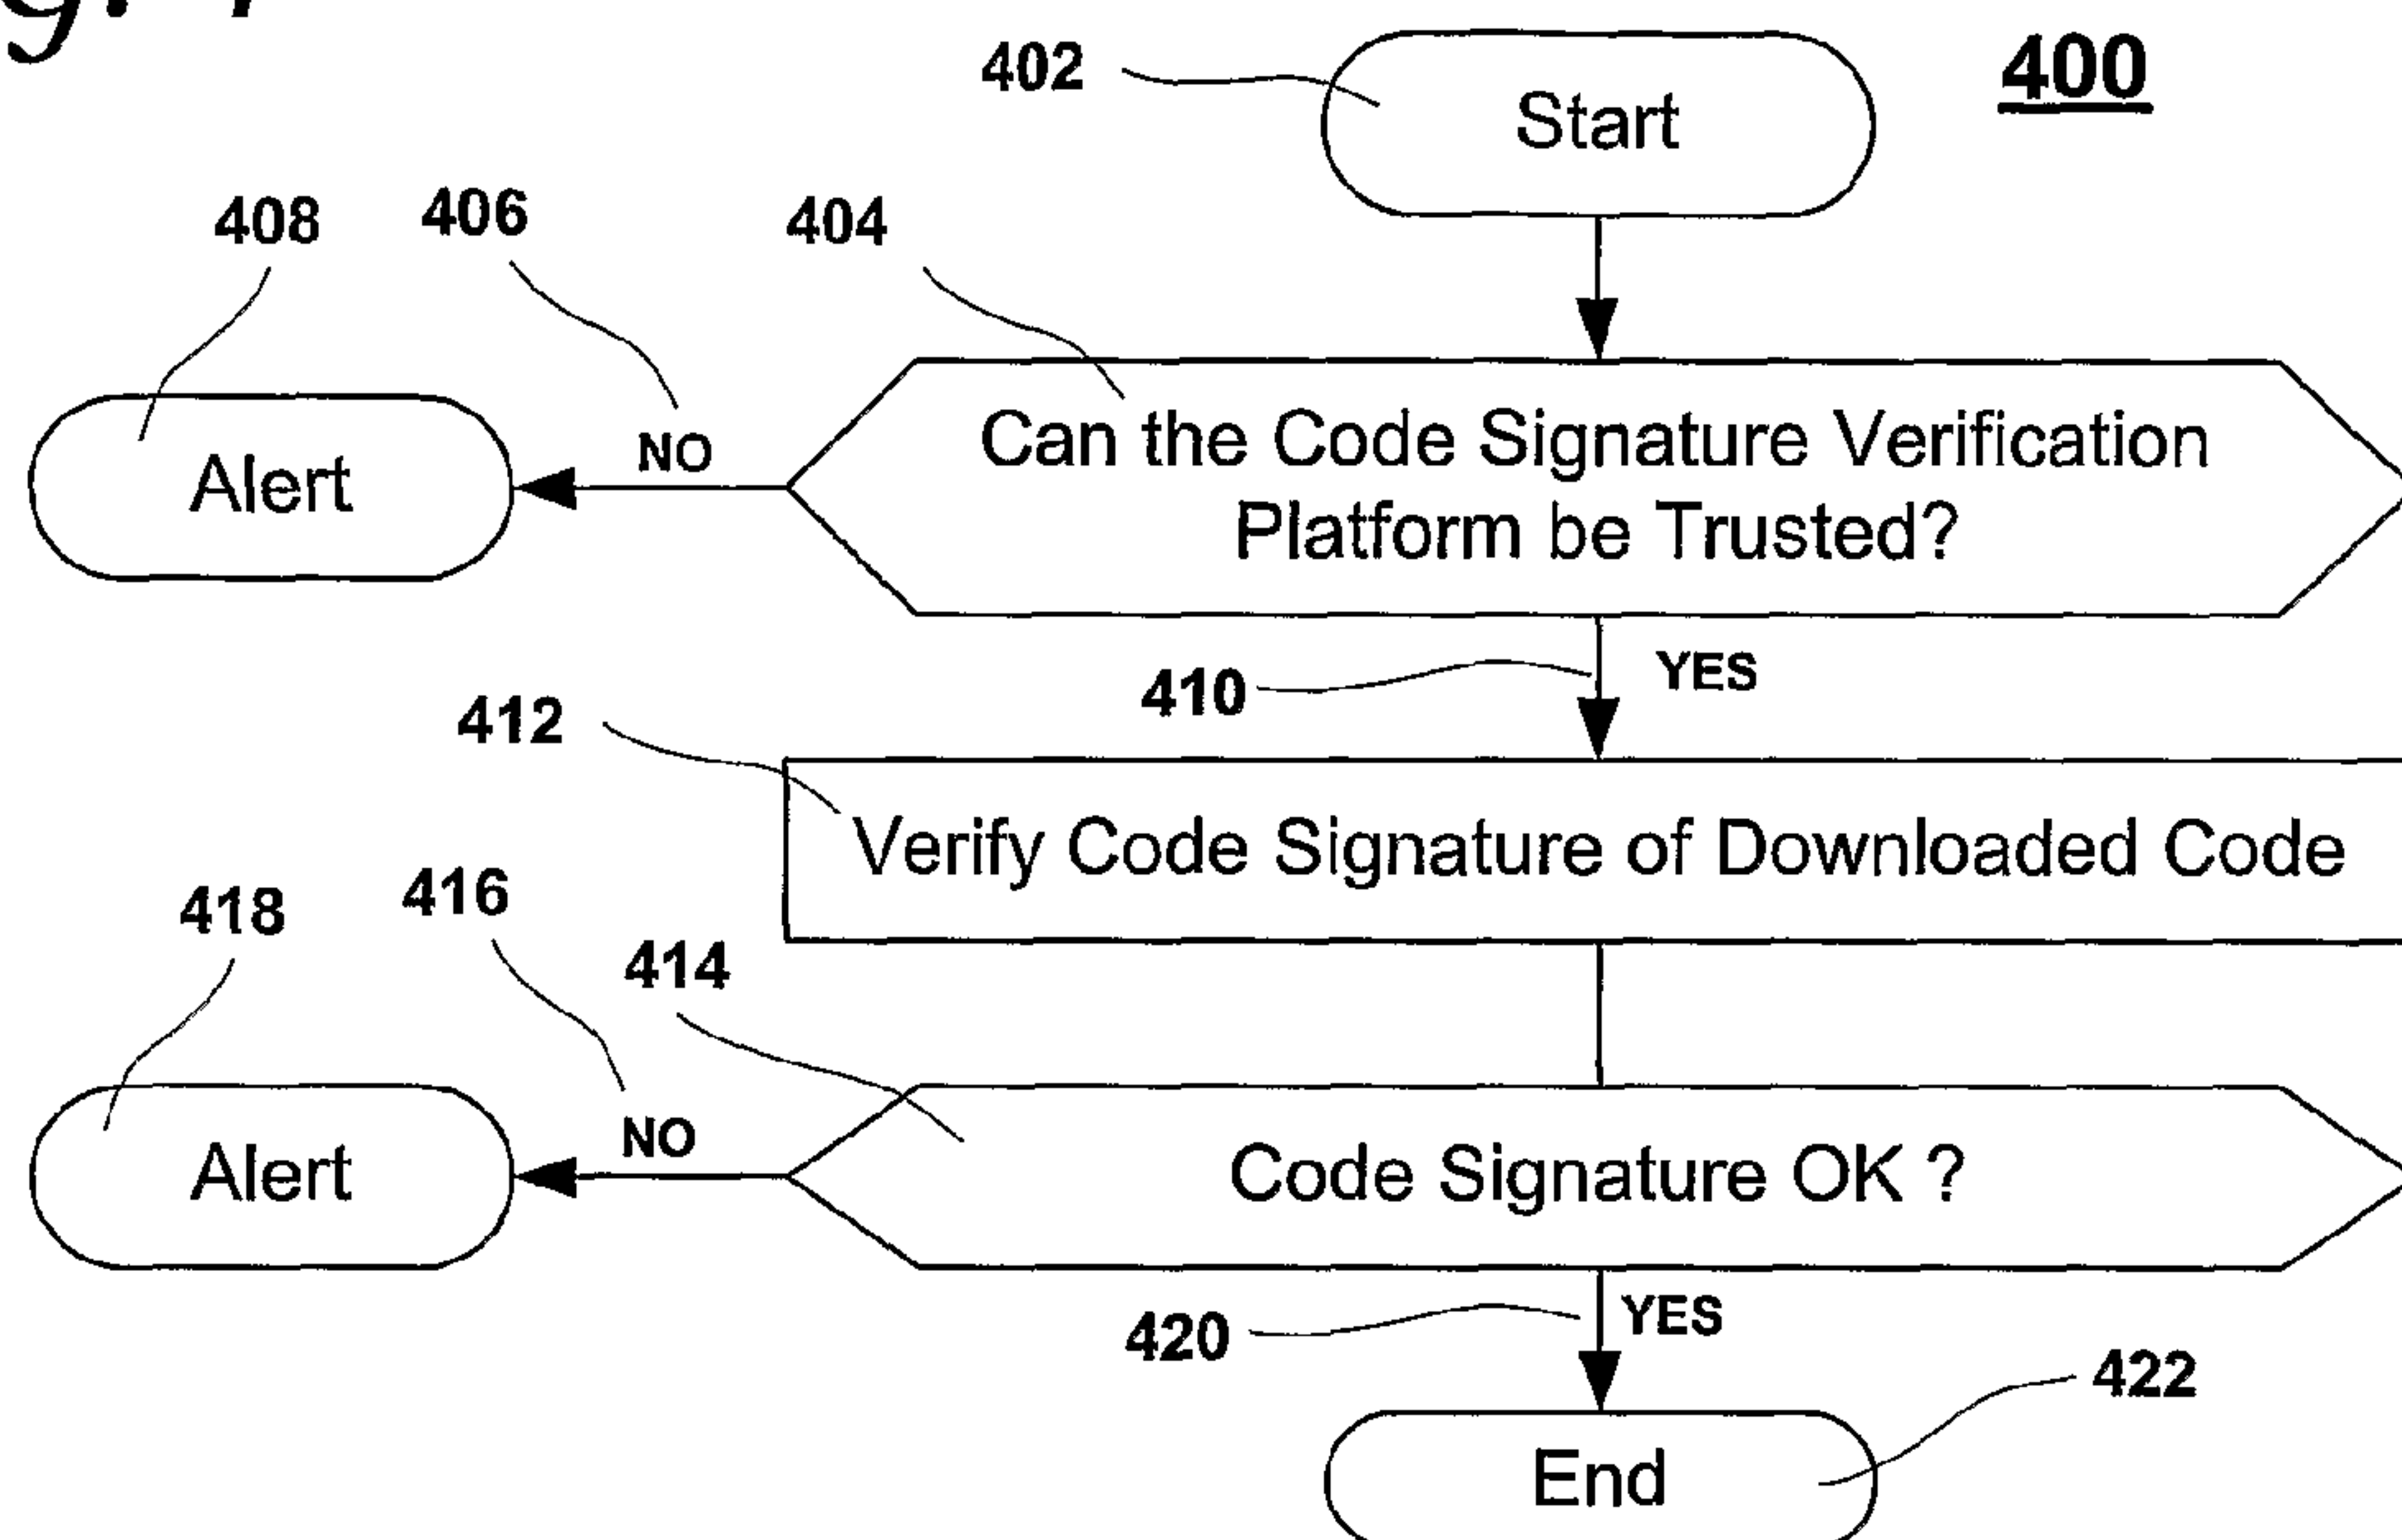 402
Start
400
408
406
404
Alert
NO
Can the Code Signature Verification
Platform be Trusted?
410
YES
412
Verify Code Signature of Downloaded Code
418
416
414
Alert
NO
Code Signature OK ?
420
YES
422
End